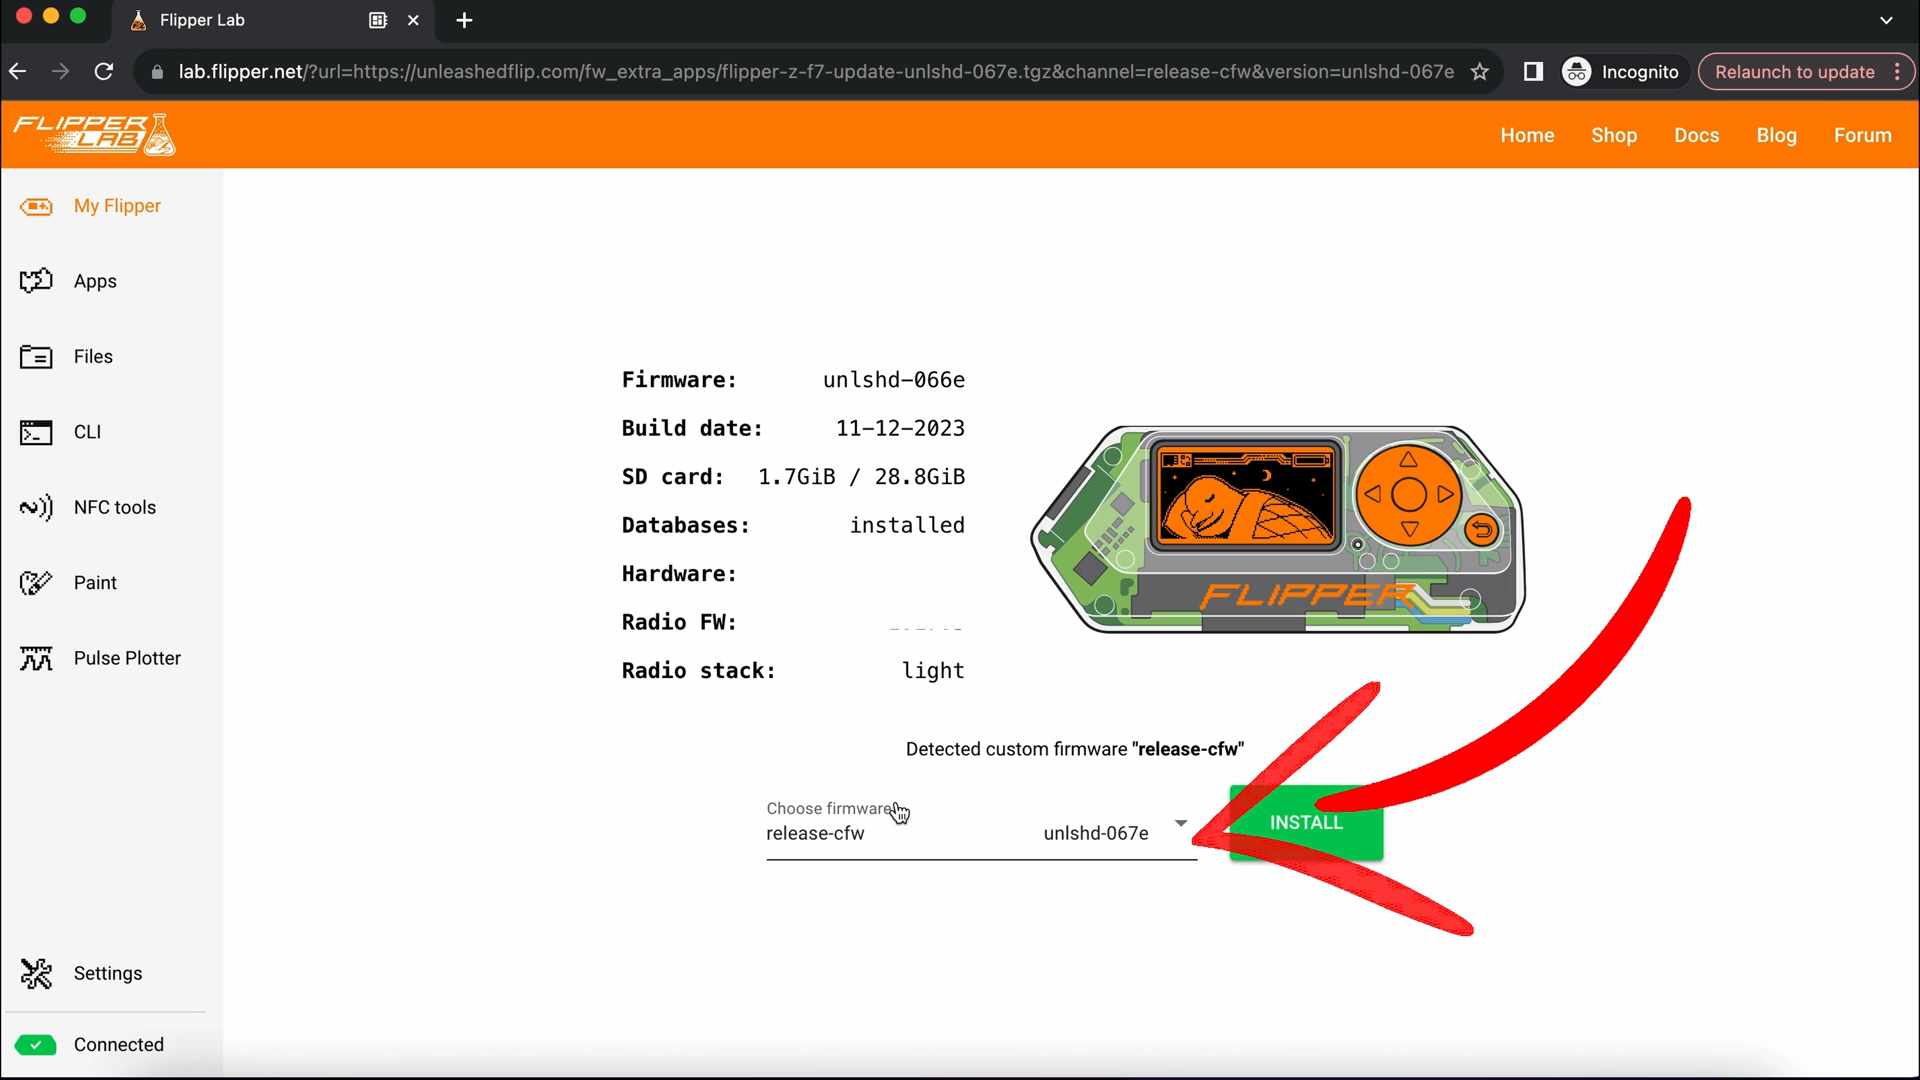 Flipper Lab
lab.flipper.net/?url=https://unleashedflip.com/fw_extra_apps/flipper-z-f7-update-unlshd-067e.tgz&channel=release-cfw&version=unlshd-067e
Incognito
Relaunch to update
FLIPPER
LAB
Home
Shop
Docs
Blog
Forum
My Flipper
Apps
Files
CLI
NFC tools
Paint
Pulse Plotter
Settings
Connected
Firmware: unlshd-066e
Build date: 11-12-2023
SD card: 1.7GiB / 28.8GiB
Databases: installed
Hardware:
Radio FW:
Radio stack: light
FLIPPER
Detected custom firmware "release-cfw"
Choose firmware
release-cfw unlshd-067e
INSTALL